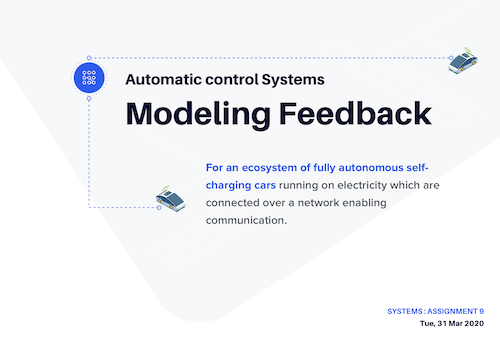 Automatic control Systems
Modeling Feedback
For an ecosystem of fully autonomous self-
charging cars running on electricity which are
connected over a network enabling
communication.
SYSTEMS : ASSIGNMENT 9
Tue, 31 Mar 2020